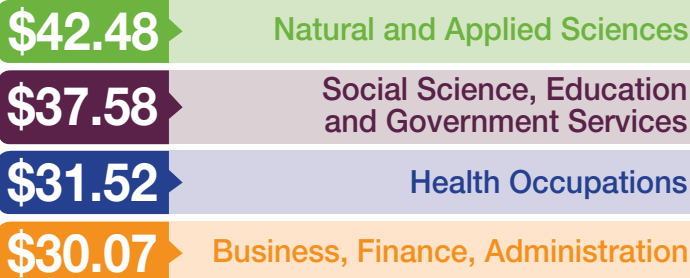 $42.48 Natural and Applied Sciences
$37.58 Social Science, Education
and Government Services
$31.52 Health Occupations
$30.07 Business, Finance, Administration